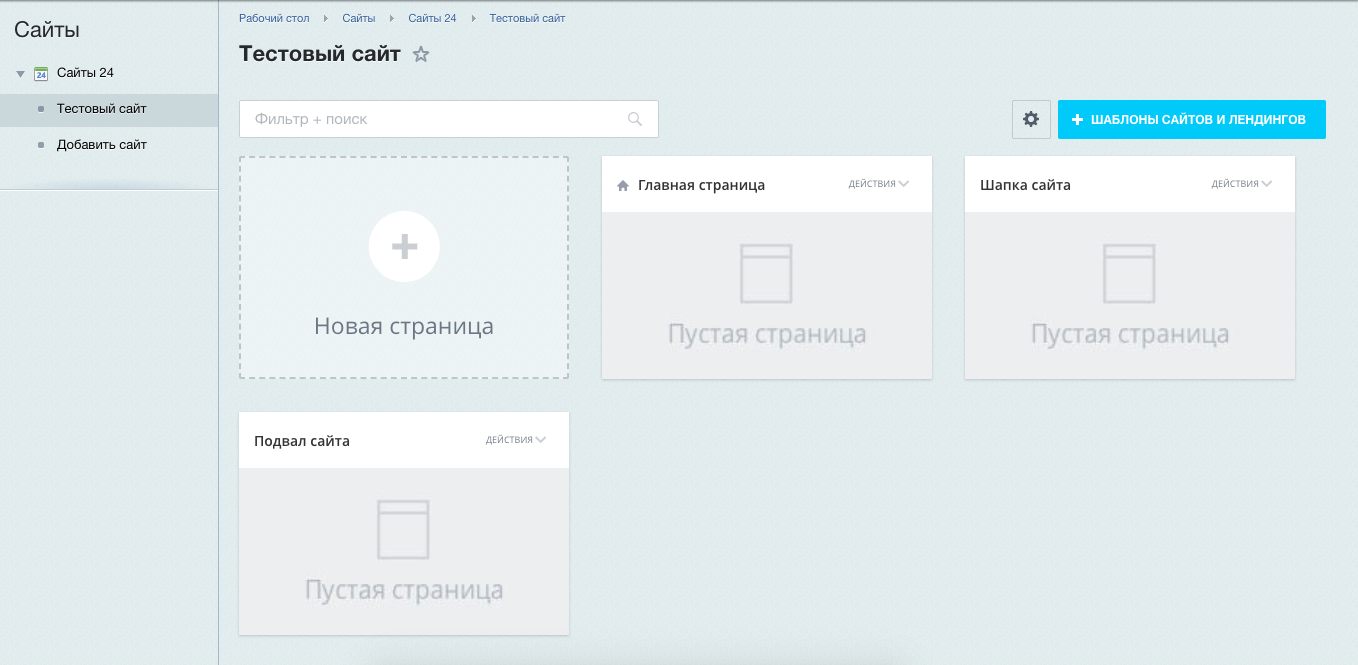 Сайты
24 Сайты 24
Тестовый сайт
Добавить сайт
Рабочий стол Сайты Сайты 24 Тестовый сайт
Тестовый сайт
Фильтр + поиск
ШАБЛОНЫ САЙТОВ И ЛЕНДИНГОВ
Новая страница
Главная страница ДЕЙСТВИЯ
Пустая страница
Шапка сайта ДЕЙСТВИЯ
Пустая страница
Подвал сайта ДЕЙСТВИЯ
Пустая страница